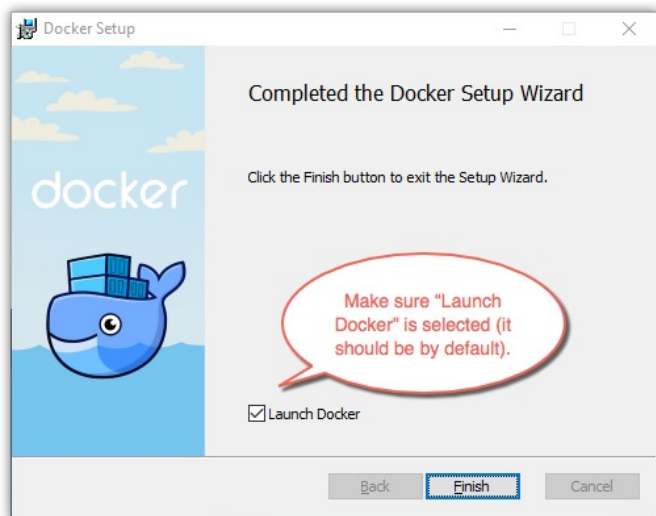 Docker Setup
Completed the Docker Setup Wizard
Click the Finish button to exit the Setup Wizard.
docker
Make sure “Launch
Docker” is selected (it
should be by default).
Launch Docker
Back
Finish
Cancel